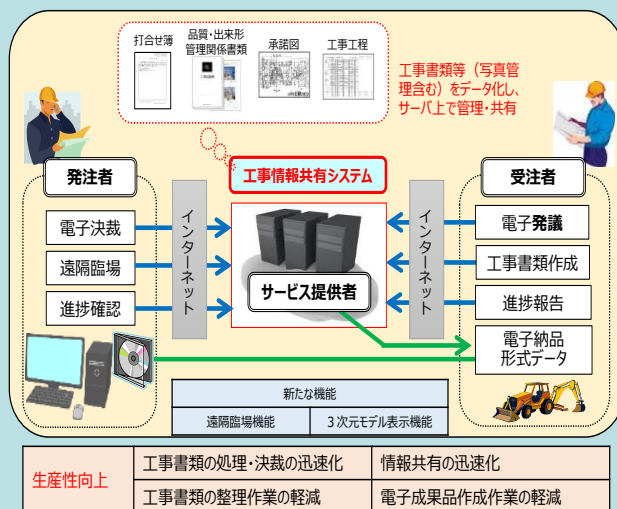 打合せ簿
品質・出来形
管理関係書類
承諾図
工事工程
工事書類等（写真管
理含む）をデータ化し、
サーバ上で管理・共有
発注者
工事情報共有システム
受注者
電子決裁
遠隔臨場
進捗確認
インターネット
サービス提供者
インターネット
電子発議
工事書類作成
進捗報告
電子納品
形式データ
新たな機能
遠隔臨場機能
３次元モデル表示機能
生産性向上
工事書類の処理・決裁の迅速化
情報共有の迅速化
工事書類の整理作業の軽減
電子成果品作成作業の軽減